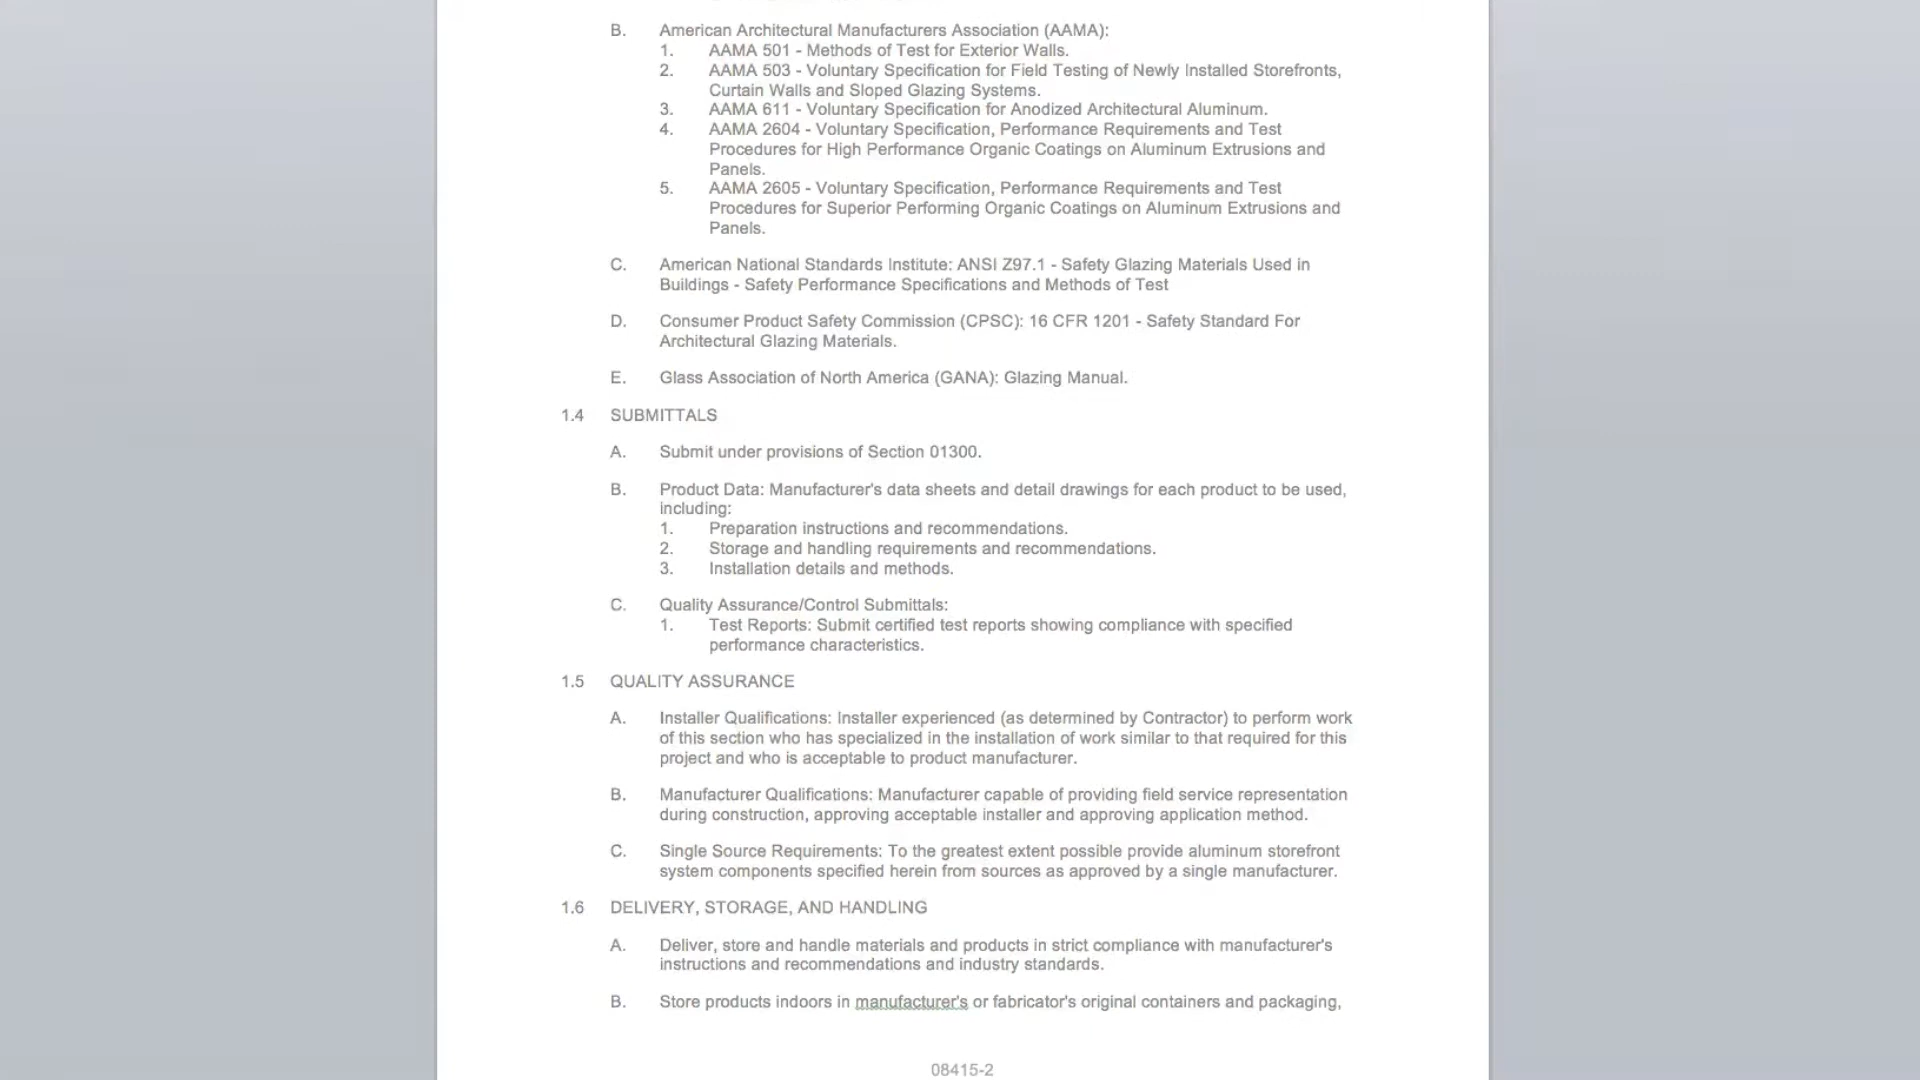 B. American Architectural Manufacturers Association (AAMA):
1. AAMA 501 - Methods of Test for Exterior Walls.
2. AAMA 503 - Voluntary Specification for Field Testing of Newly Installed Storefronts,
Curtain Walls and Sloped Glazing Systems.
3. AAMA 611 - Voluntary Specification for Anodized Architectural Aluminum.
4. AAMA 2604 - Voluntary Specification, Performance Requirements and Test
Procedures for High Performance Organic Coatings on Aluminum Extrusions and
Panels.
5. AAMA 2605 - Voluntary Specification, Performance Requirements and Test
Procedures for Superior Performing Organic Coatings on Aluminum Extrusions and
Panels.
C. American National Standards Institute: ANSI Z97.1 - Safety Glazing Materials Used in
Buildings - Safety Performance Specifications and Methods of Test
D. Consumer Product Safety Commission (CPSC): 16 CFR 1201 - Safety Standard For
Architectural Glazing Materials.
E. Glass Association of North America (GANA): Glazing Manual.
1.4 SUBMITTALS
A. Submit under provisions of Section 01300.
B. Product Data: Manufacturer's data sheets and detail drawings for each product to be used,
including:
1. Preparation instructions and recommendations.
2. Storage and handling requirements and recommendations.
3. Installation details and methods.
C. Quality Assurance/Control Submittals:
1. Test Reports: Submit certified test reports showing compliance with specified
performance characteristics.
1.5 QUALITY ASSURANCE
A. Installer Qualifications: Installer experienced (as determined by Contractor) to perform work
of this section who has specialized in the installation of work similar to that required for this
project and who is acceptable to product manufacturer.
B. Manufacturer Qualifications: Manufacturer capable of providing field service representation
during construction, approving acceptable installer and approving application method.
C. Single Source Requirements: To the greatest extent possible provide aluminum storefront
system components specified herein from sources as approved by a single manufacturer.
1.6 DELIVERY, STORAGE, AND HANDLING
A. Deliver, store and handle materials and products in strict compliance with manufacturer's
instructions and recommendations and industry standards.
B. Store products indoors in manufacturer's or fabricator's original containers and packaging,
08415-2